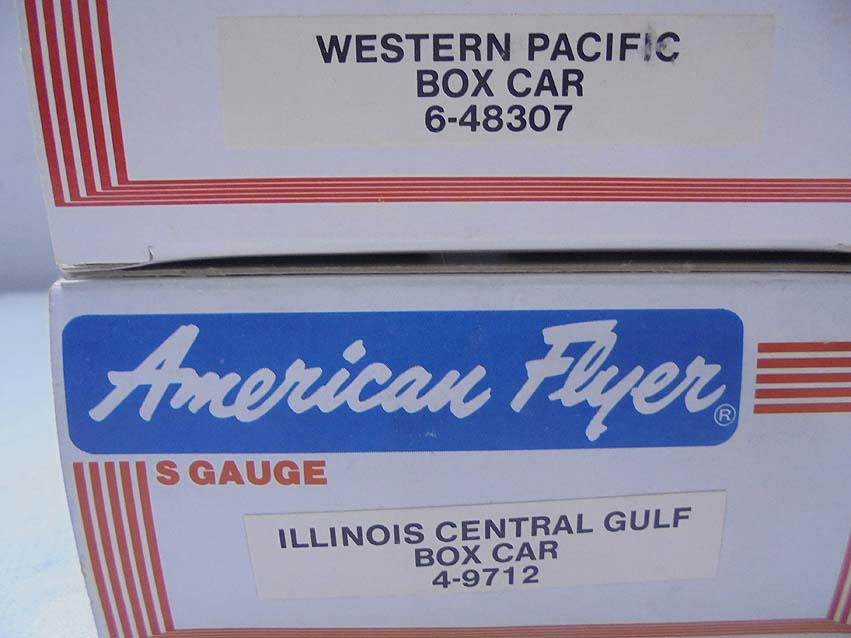 WESTERN PACIFIC
BOX CAR
6-48307
American Flyer®
S GAUGE
ILLINOIS CENTRAL GULF
BOX CAR
4-9712